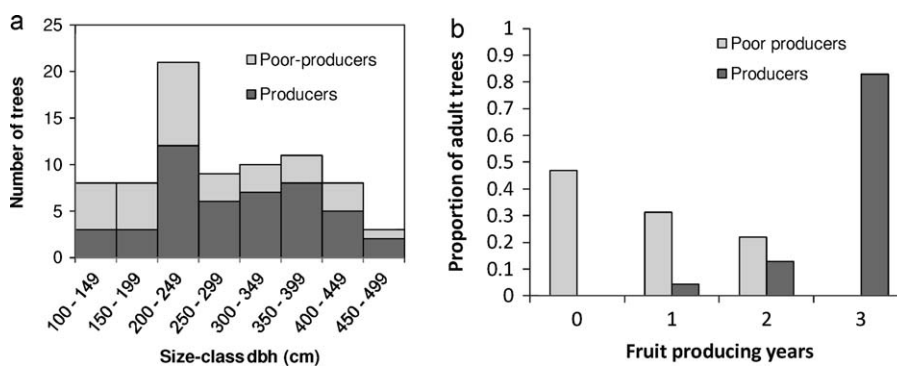 a
25
20
15
10
5
0
Number of trees
Poor-producers
Producers
100 - 149
150 - 199
200 - 249
250 - 299
300 - 349
350 - 399
400 - 449
450 - 499
Size-class dbh (cm)
b
1
0.9
0.8
0.7
0.6
0.5
0.4
0.3
0.2
0.1
0
Proportion of adult trees
Poor producers
Producers
0
1
2
3
Fruit producing years